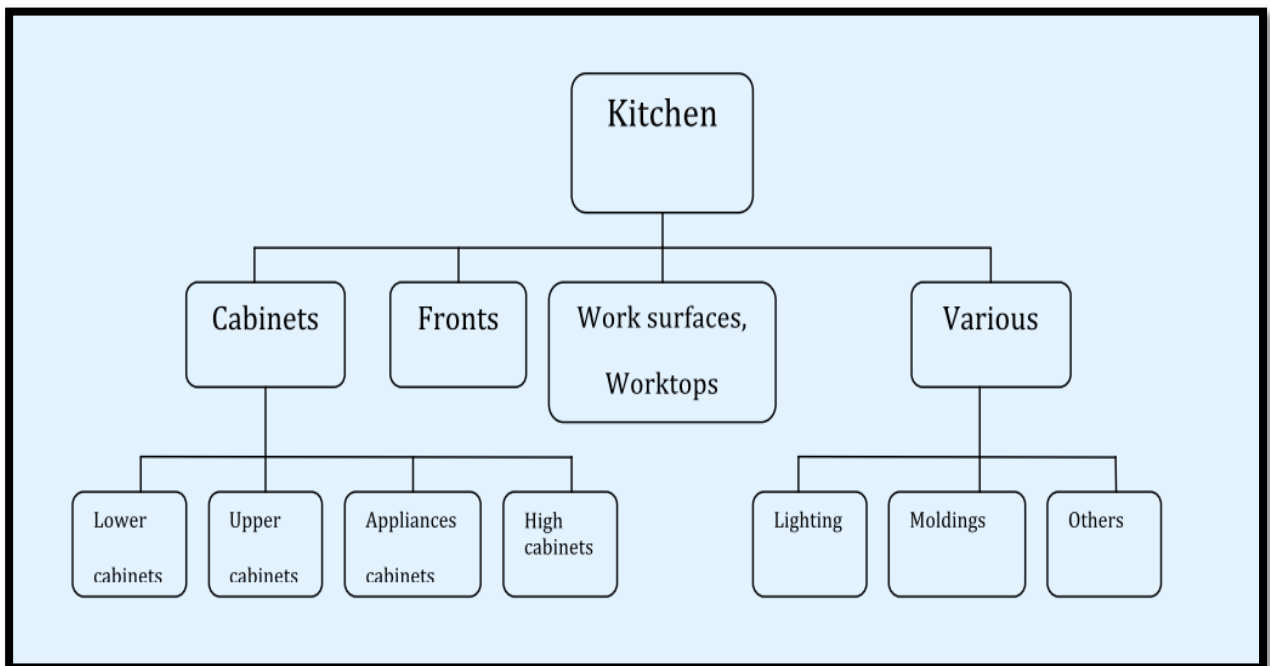 Kitchen
Cabinets
Fronts
Work surfaces,
Worktops
Various
Lower
cabinets
Upper
cabinets
Appliances
cabinets
High
cabinets
Lighting
Moldings
Others